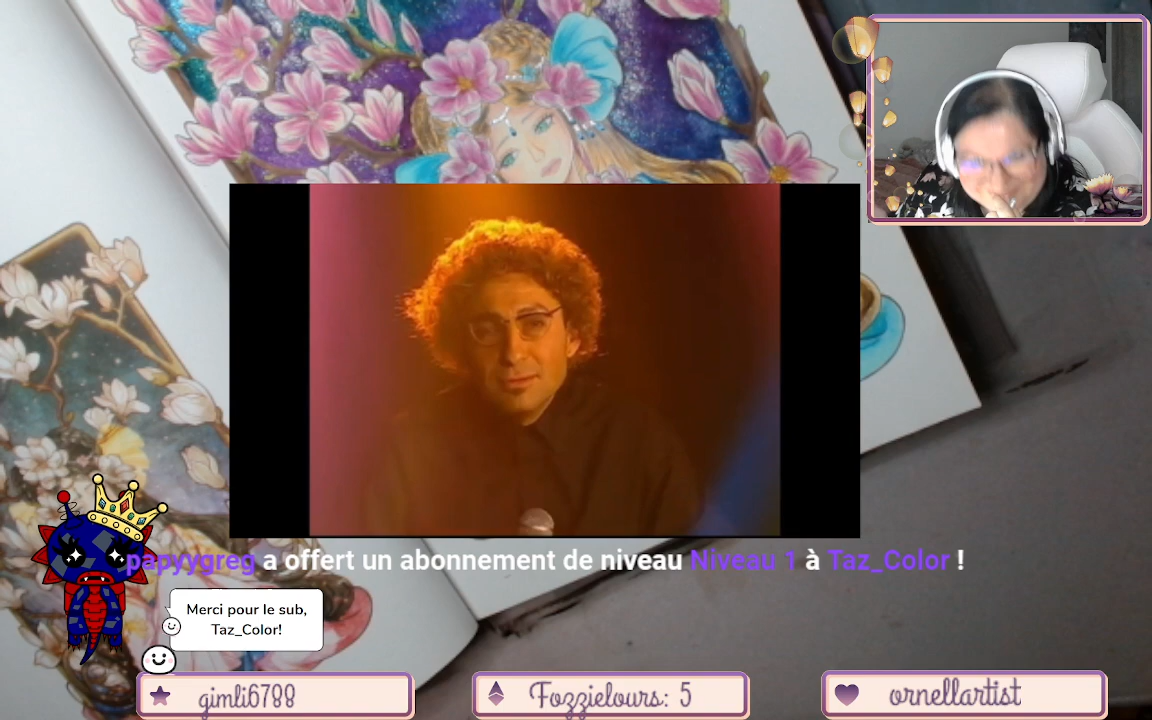 papyygreg a offert un abonnement de niveau Niveau 1 à Taz_Color !
Merci pour le sub,
Taz_Color!
gimli6788
Fozzielours: 5
ornellartist